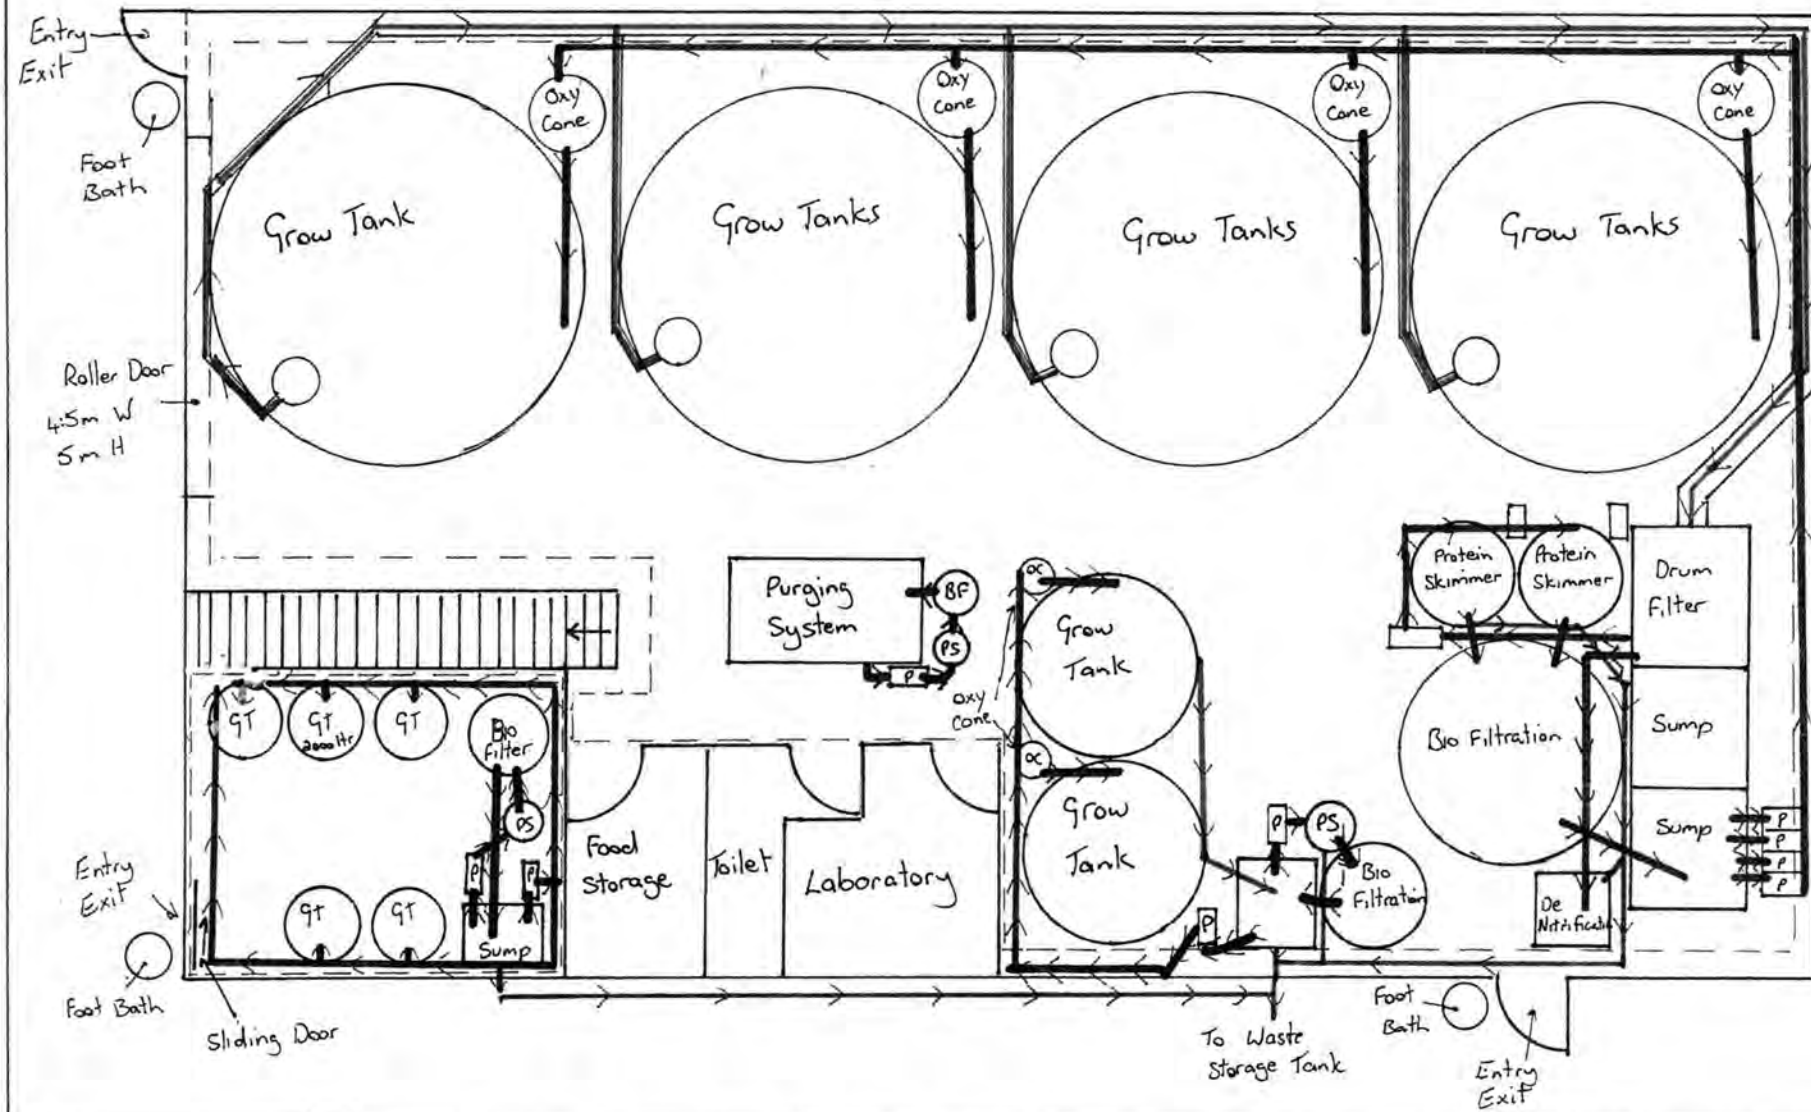 Entry
Exit
Foot
Bath
Oxy
Cone
Oxy
Cone
Oxy
Cone
Oxy
Cone
Grow Tank
Grow Tanks
Grow Tanks
Grow Tanks
Roller Door
4.5m W
5m H
Purging
System
BF
PS
P
OC
Grow
Tank
Oxy
Cone
OC
Grow
Tank
Protein
Skimmer
Protein
Skimmer
Drum
Filter
Bio Filtration
Sump
Sump
P
P
P
P
De
Nitrification
GT
GT
2000 ltr
GT
Bio
Filter
PS
P
P
GT
GT
Sump
Food
Storage
Toilet
Laboratory
P
PS
Bio
Filtration
P
Entry
Exit
Foot Bath
Sliding Door
To Waste
Storage Tank
Foot
Bath
Entry
Exit